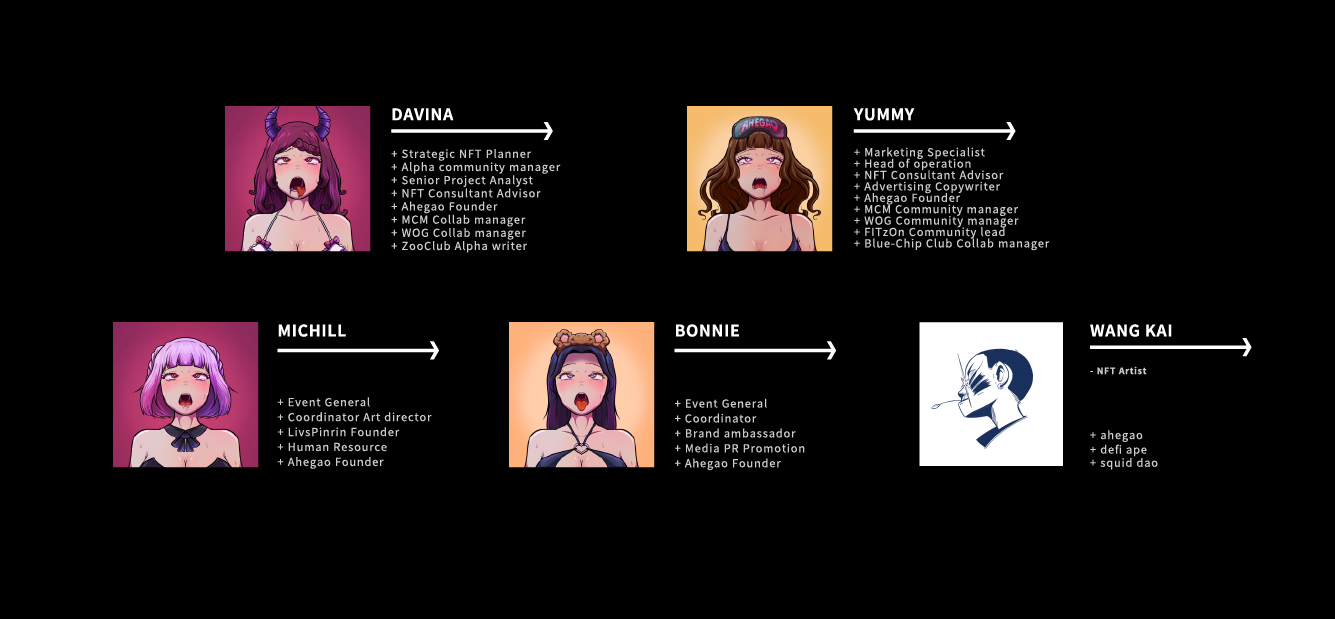 DAVINA
+ Strategic NFT Planner
+ Alpha community manager
+ Senior Project Analyst
+ NFT Consultant Advisor
+ Ahegao Founder
+ MCM Collab manager
+ WOG Collab manager
+ ZooClub Alpha writer
AHEGAO
YUMMY
+ Marketing Specialist
+ Head of operation
+ NFT Consultant Advisor
+ Advertising Copywriter
+ Ahegao Founder
+ MCM Community manager
+ WOG Community manager
+ FITzOn Community lead
+ Blue-Chip Club Collab manager
MICHILL
+ Event General
+ Coordinator Art director
+ LivsPinrin Founder
+ Human Resource
+ Ahegao Founder
BONNIE
+ Event General
+ Coordinator
+ Brand ambassador
+ Media PR Promotion
+ Ahegao Founder
WANG KAI
- NFT Artist
+ ahegao
+ defi ape
+ squid dao